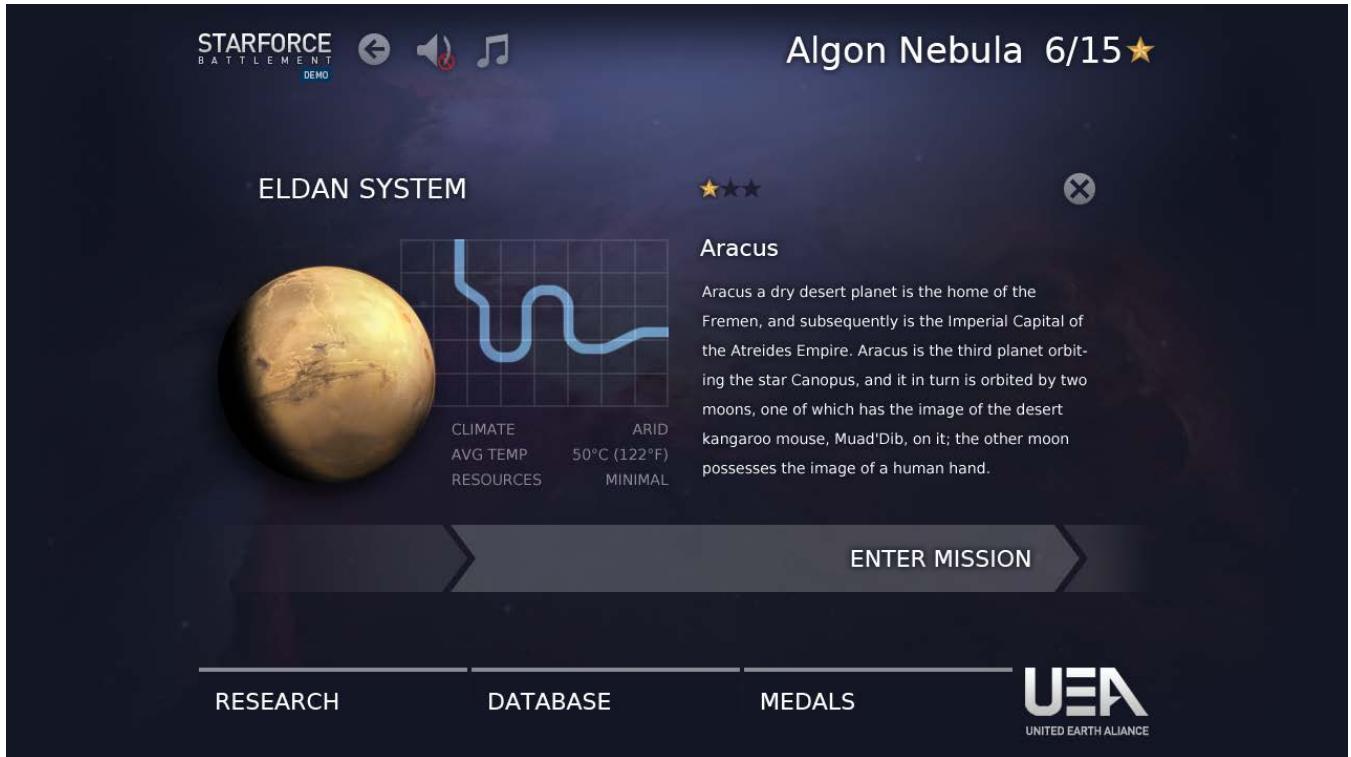 STARFORCE
BATTLEMENT
DEMO
Algon Nebula 6/15
ELDAN SYSTEM
Aracus
Aracus a dry desert planet is the home of the
Fremen, and subsequently is the Imperial Capital of
the Atreides Empire. Aracus is the third planet orbit-
ing the star Canopus, and it in turn is orbited by two
moons, one of which has the image of the desert
kangaroo mouse, Muad'Dib, on it; the other moon
possesses the image of a human hand.
CLIMATE ARID
AVG TEMP 50°C (122°F)
RESOURCES MINIMAL
ENTER MISSION
RESEARCH
DATABASE
MEDALS
UEA
UNITED EARTH ALIANCE